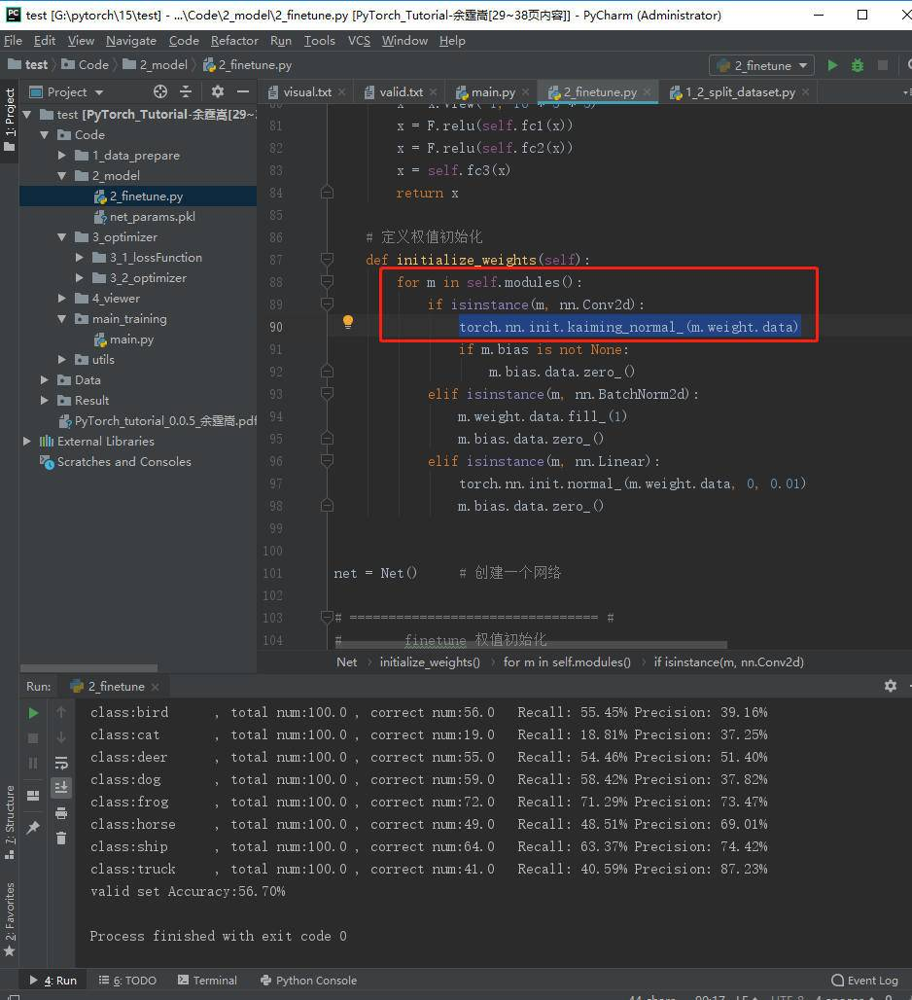 test [G:\pytorch\15\test] - ...\Code\2_model\2_finetune.py [PyTorch_Tutorial-余霆嵩[29~38页内容]] - PyCharm (Administrator)
File Edit View Navigate Code Refactor Run Tools VCS Window Help
test Code 2_model 2_finetune.py 2_finetune
1: Project
Project visual.txt valid.txt main.py 2_finetune.py 1_2_split_dataset.py
test [PyTorch_Tutorial-余霆嵩[29~
Code
1_data_prepare
2_model
2_finetune.py
net_params.pkl
3_optimizer
3_1_lossFunction
3_2_optimizer
4_viewer
main_training
main.py
utils
Data
Result
PyTorch_tutorial_0.0.5_余霆嵩.pdf
External Libraries
Scratches and Consoles
81 x = F.relu(self.fc1(x))
82 x = F.relu(self.fc2(x))
83 x = self.fc3(x)
84 return x
85
86 # 定义权值初始化
87 def initialize_weights(self):
88 for m in self.modules():
89 if isinstance(m, nn.Conv2d):
90 torch.nn.init.kaiming_normal_(m.weight.data)
91 if m.bias is not None:
92 m.bias.data.zero_()
93 elif isinstance(m, nn.BatchNorm2d):
94 m.weight.data.fill_(1)
95 m.bias.data.zero_()
96 elif isinstance(m, nn.Linear):
97 torch.nn.init.normal_(m.weight.data, 0, 0.01)
98 m.bias.data.zero_()
99
100
101 net = Net() # 创建一个网络
102
103 # ================================ #
104 # finetune 权值初始化
Net initialize_weights() for m in self.modules() if isinstance(m, nn.Conv2d)
Run: 2_finetune
class:bird , total num:100.0 , correct num:56.0 Recall: 55.45% Precision: 39.16%
class:cat , total num:100.0 , correct num:19.0 Recall: 18.81% Precision: 37.25%
class:deer , total num:100.0 , correct num:55.0 Recall: 54.46% Precision: 51.40%
class:dog , total num:100.0 , correct num:59.0 Recall: 58.42% Precision: 37.82%
class:frog , total num:100.0 , correct num:72.0 Recall: 71.29% Precision: 73.47%
class:horse , total num:100.0 , correct num:49.0 Recall: 48.51% Precision: 69.01%
class:ship , total num:100.0 , correct num:64.0 Recall: 63.37% Precision: 74.42%
class:truck , total num:100.0 , correct num:41.0 Recall: 40.59% Precision: 87.23%
valid set Accuracy:56.70%
Process finished with exit code 0
7: Structure
2: Favorites
4: Run 6: TODO Terminal Python Console Event Log